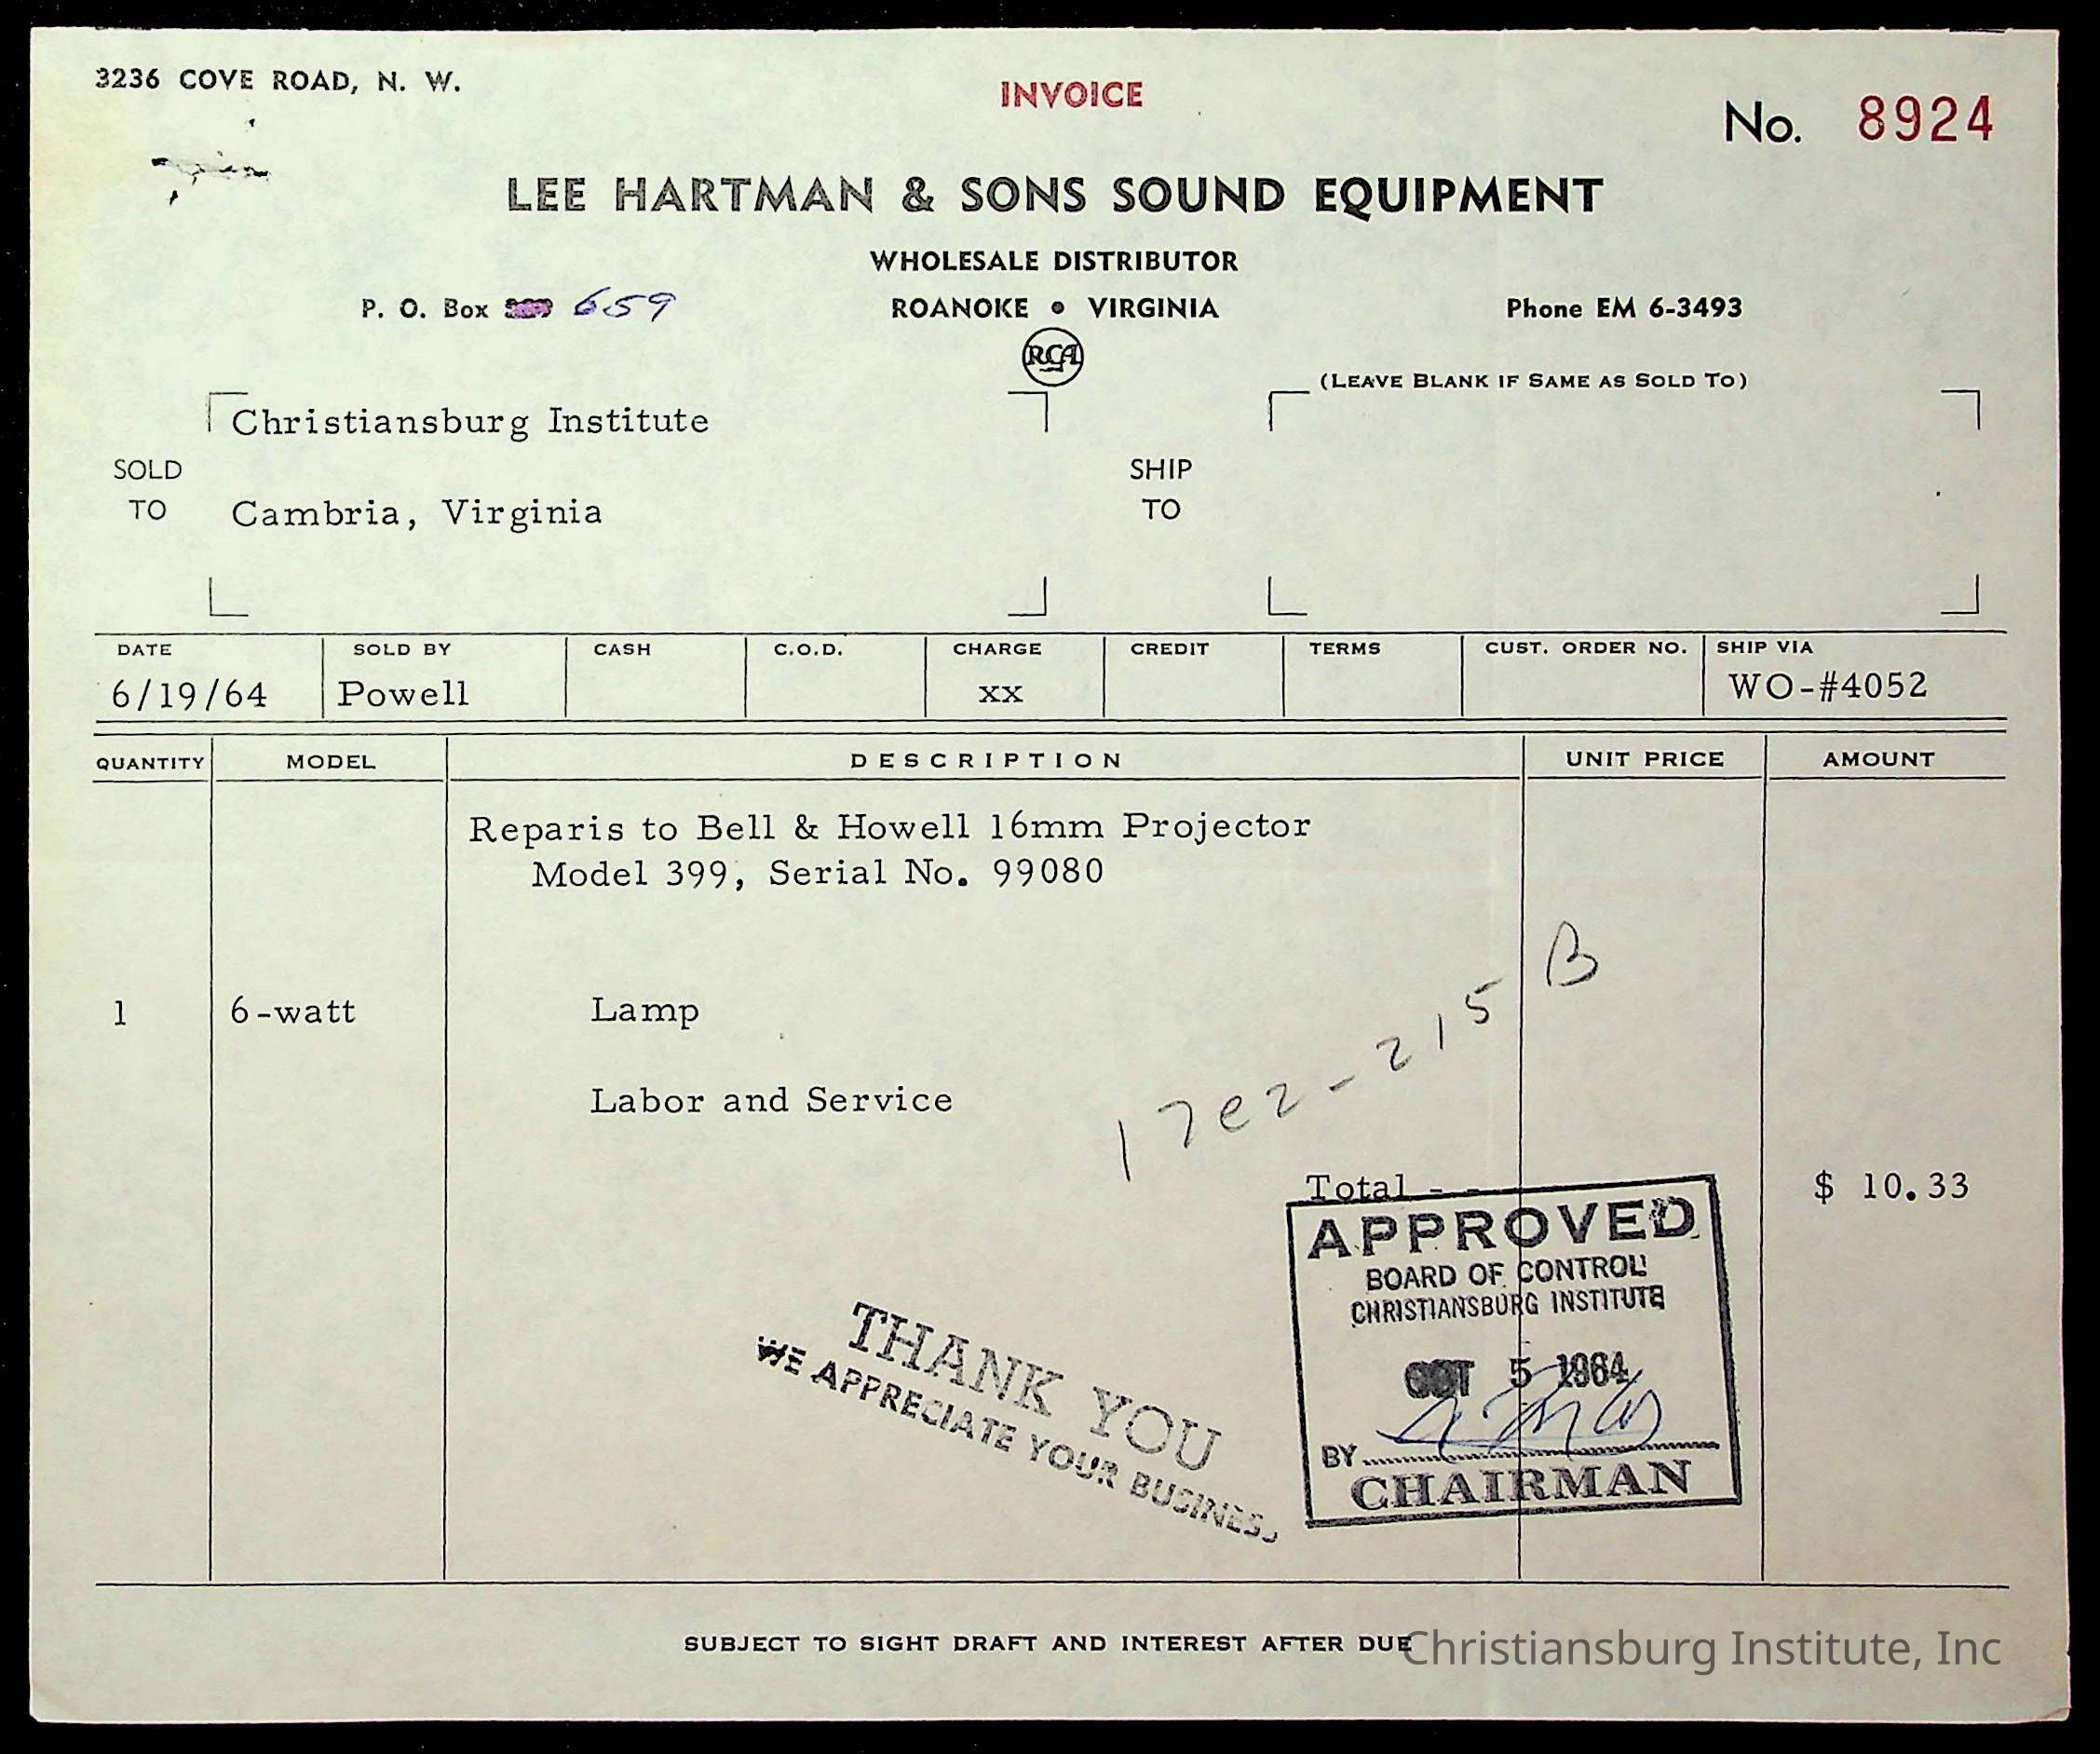 3236 COVE ROAD, N. W.
INVOICE
No. 8924
LEE HARTMAN & SONS SOUND EQUIPMENT
WHOLESALE DISTRIBUTOR
P. O. Box 659
ROANOKE • VIRGINIA
Phone EM 6-3493
RCA
(LEAVE BLANK IF SAME AS SOLD TO)
SOLD TO
Christiansburg Institute
Cambria, Virginia
SHIP TO
DATE SOLD BY CASH C.O.D. CHARGE CREDIT TERMS CUST. ORDER NO. SHIP VIA
6/19/64 Powell xx WO-#4052
QUANTITY MODEL DESCRIPTION UNIT PRICE AMOUNT
Reparis to Bell & Howell 16mm Projector
Model 399, Serial No. 99080
1 6-watt Lamp
Labor and Service
17e2-215 B
Total - - $ 10.33
APPROVED
BOARD OF CONTROL
CHRISTIANSBURG INSTITUTE
OCT 5 1964
BY
CHAIRMAN
THANK YOU
WE APPRECIATE YOUR BUSINESS
SUBJECT TO SIGHT DRAFT AND INTEREST AFTER DUE
Christiansburg Institute, Inc